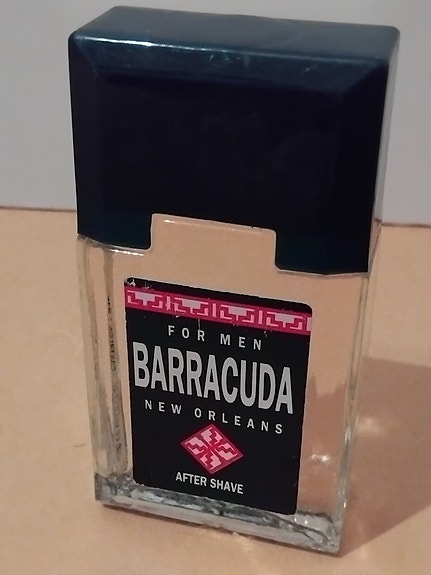 FOR MEN
BARRACUDA
NEW ORLEANS
AFTER SHAVE